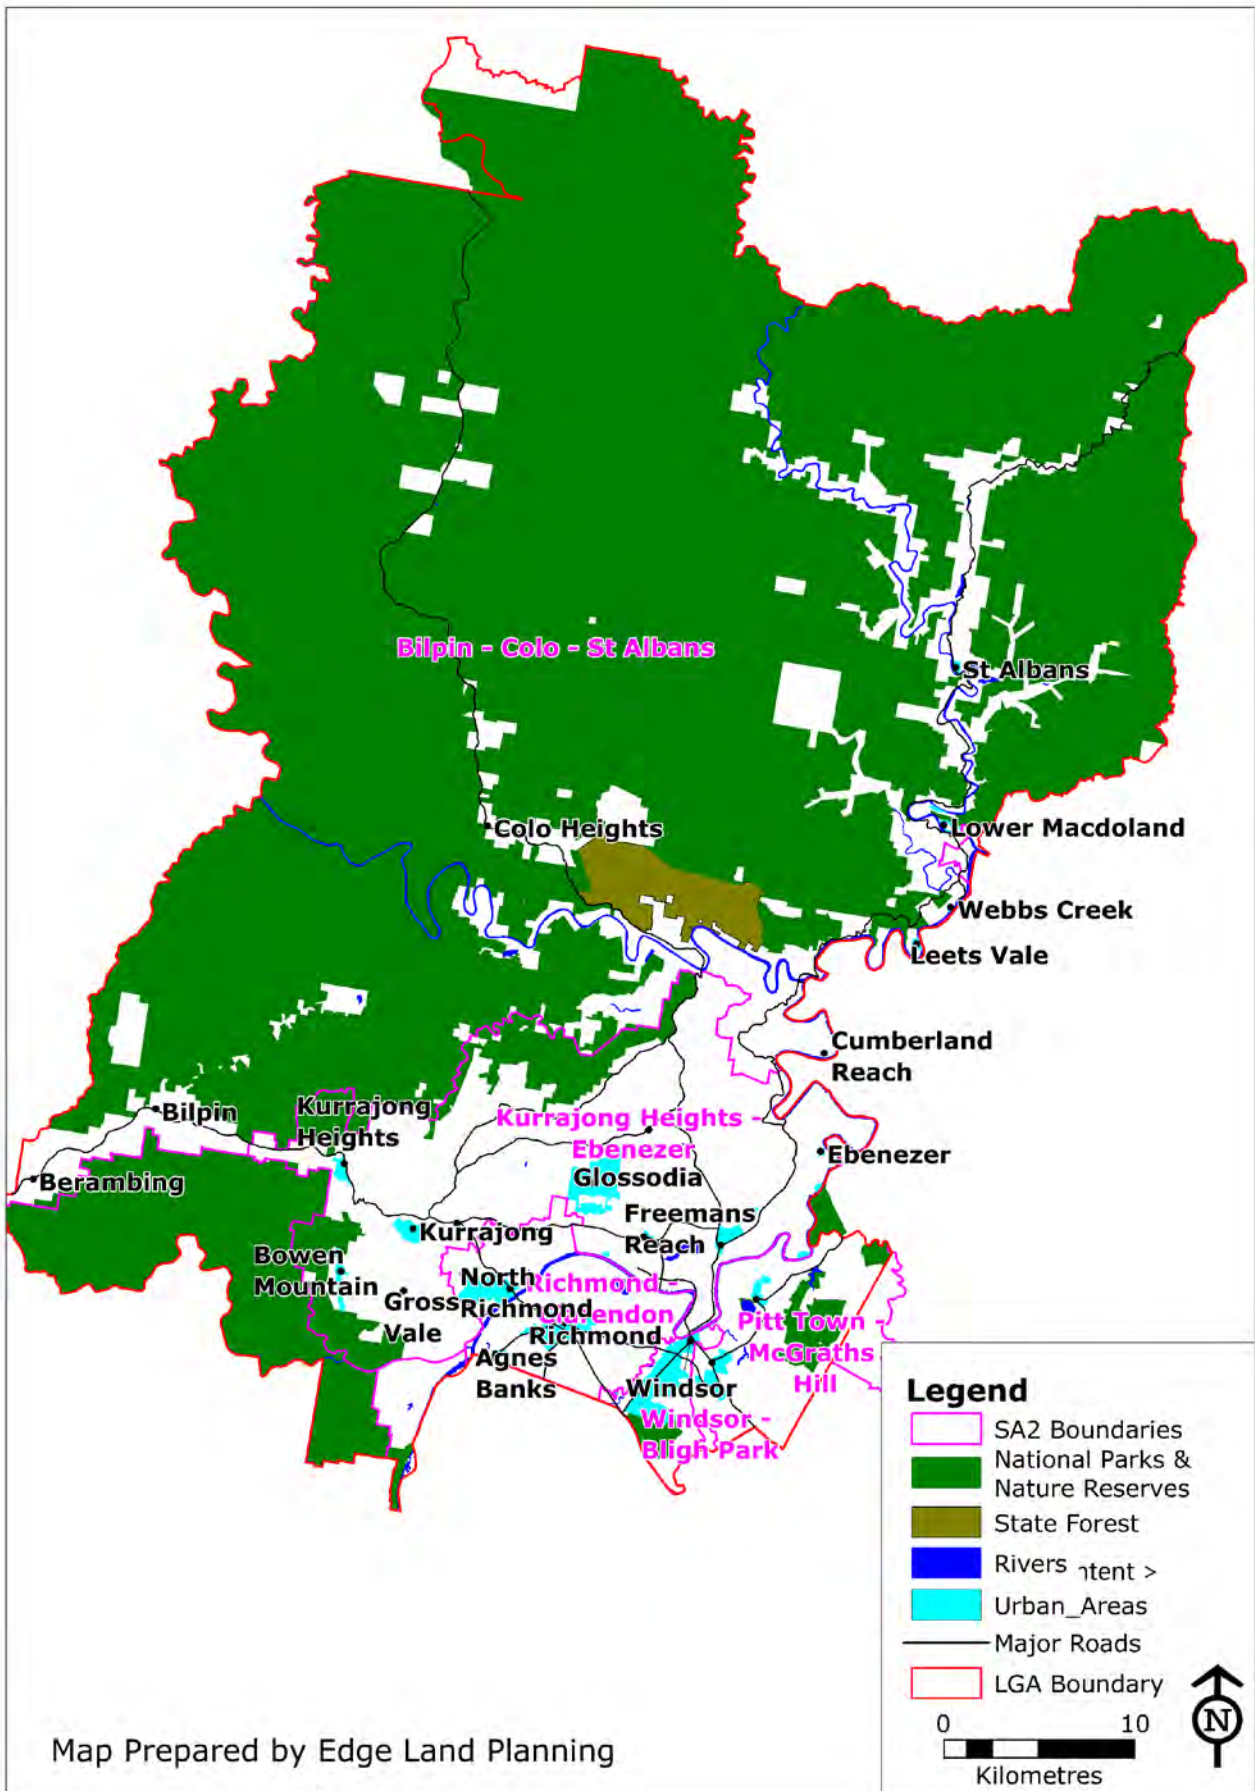 Bilpin - Colo - St Albans
St Albans
Colo Heights
Lower Macdoland
Webbs Creek
Leets Vale
Cumberland
Reach
Kurrajong
Heights
Bilpin
Kurrajong Heights -
Ebenezer
Ebenezer
Berambing
Glossodia
Freemans
Reach
Kurrajong
Bowen
Mountain
North
Richmond
Richmond -
Clarendon
Gross
Vale
Richmond
Pitt Town -
McGraths
Hill
Agnes
Banks
Windsor
Windsor -
Bligh Park
Legend
SA2 Boundaries
National Parks &
Nature Reserves
State Forest
Rivers ntent >
Urban_Areas
Major Roads
LGA Boundary
N
0 10
Kilometres
Map Prepared by Edge Land Planning